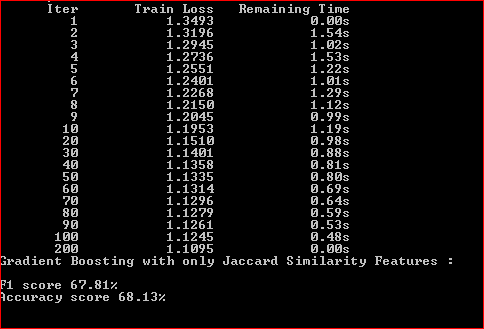 Iter Train Loss Remaining Time
1 1.3493 0.00s
2 1.3196 1.54s
3 1.2945 1.02s
4 1.2736 1.53s
5 1.2551 1.22s
6 1.2401 1.01s
7 1.2268 1.29s
8 1.2150 1.12s
9 1.2045 0.99s
10 1.1953 1.19s
20 1.1510 0.98s
30 1.1401 0.88s
40 1.1358 0.81s
50 1.1335 0.80s
60 1.1314 0.69s
70 1.1296 0.64s
80 1.1279 0.59s
90 1.1261 0.53s
100 1.1245 0.48s
200 1.1095 0.00s
Gradient Boosting with only Jaccard Similarity Features :
F1 score 67.81%
Accuracy score 68.13%